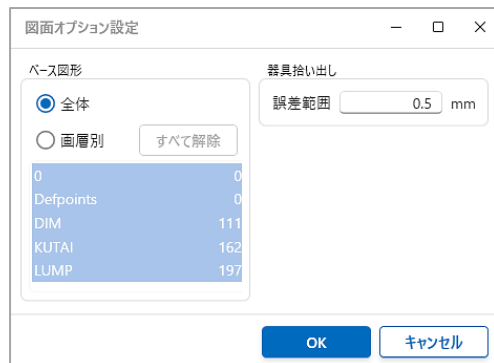 図面オプション設定
ベース図形
全体
画層別 すべて解除
0 0
Defpoints 0
DIM 111
KUTAI 162
LUMP 197
器具拾い出し
誤差範囲 0.5 mm
OK キャンセル